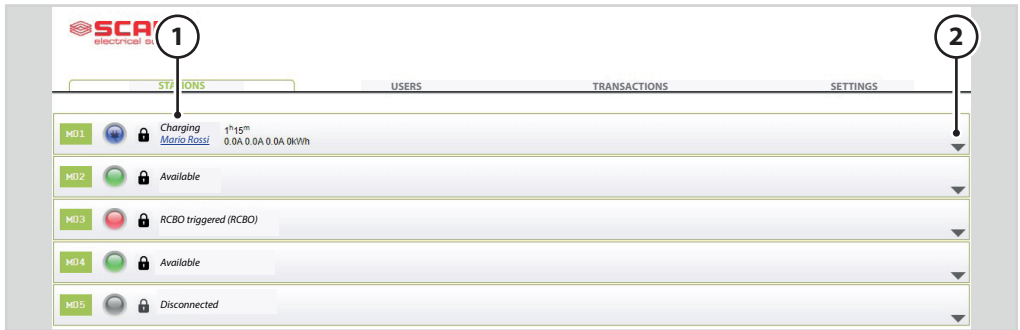 SCA
electrical su
1
2
STATIONS
USERS
TRANSACTIONS
SETTINGS
M01
Charging
1h15m
Mario Rossi
0.0A 0.0A 0.0A 0kWh
M02
Available
M03
RCBO triggered (RCBO)
M04
Available
M05
Disconnected